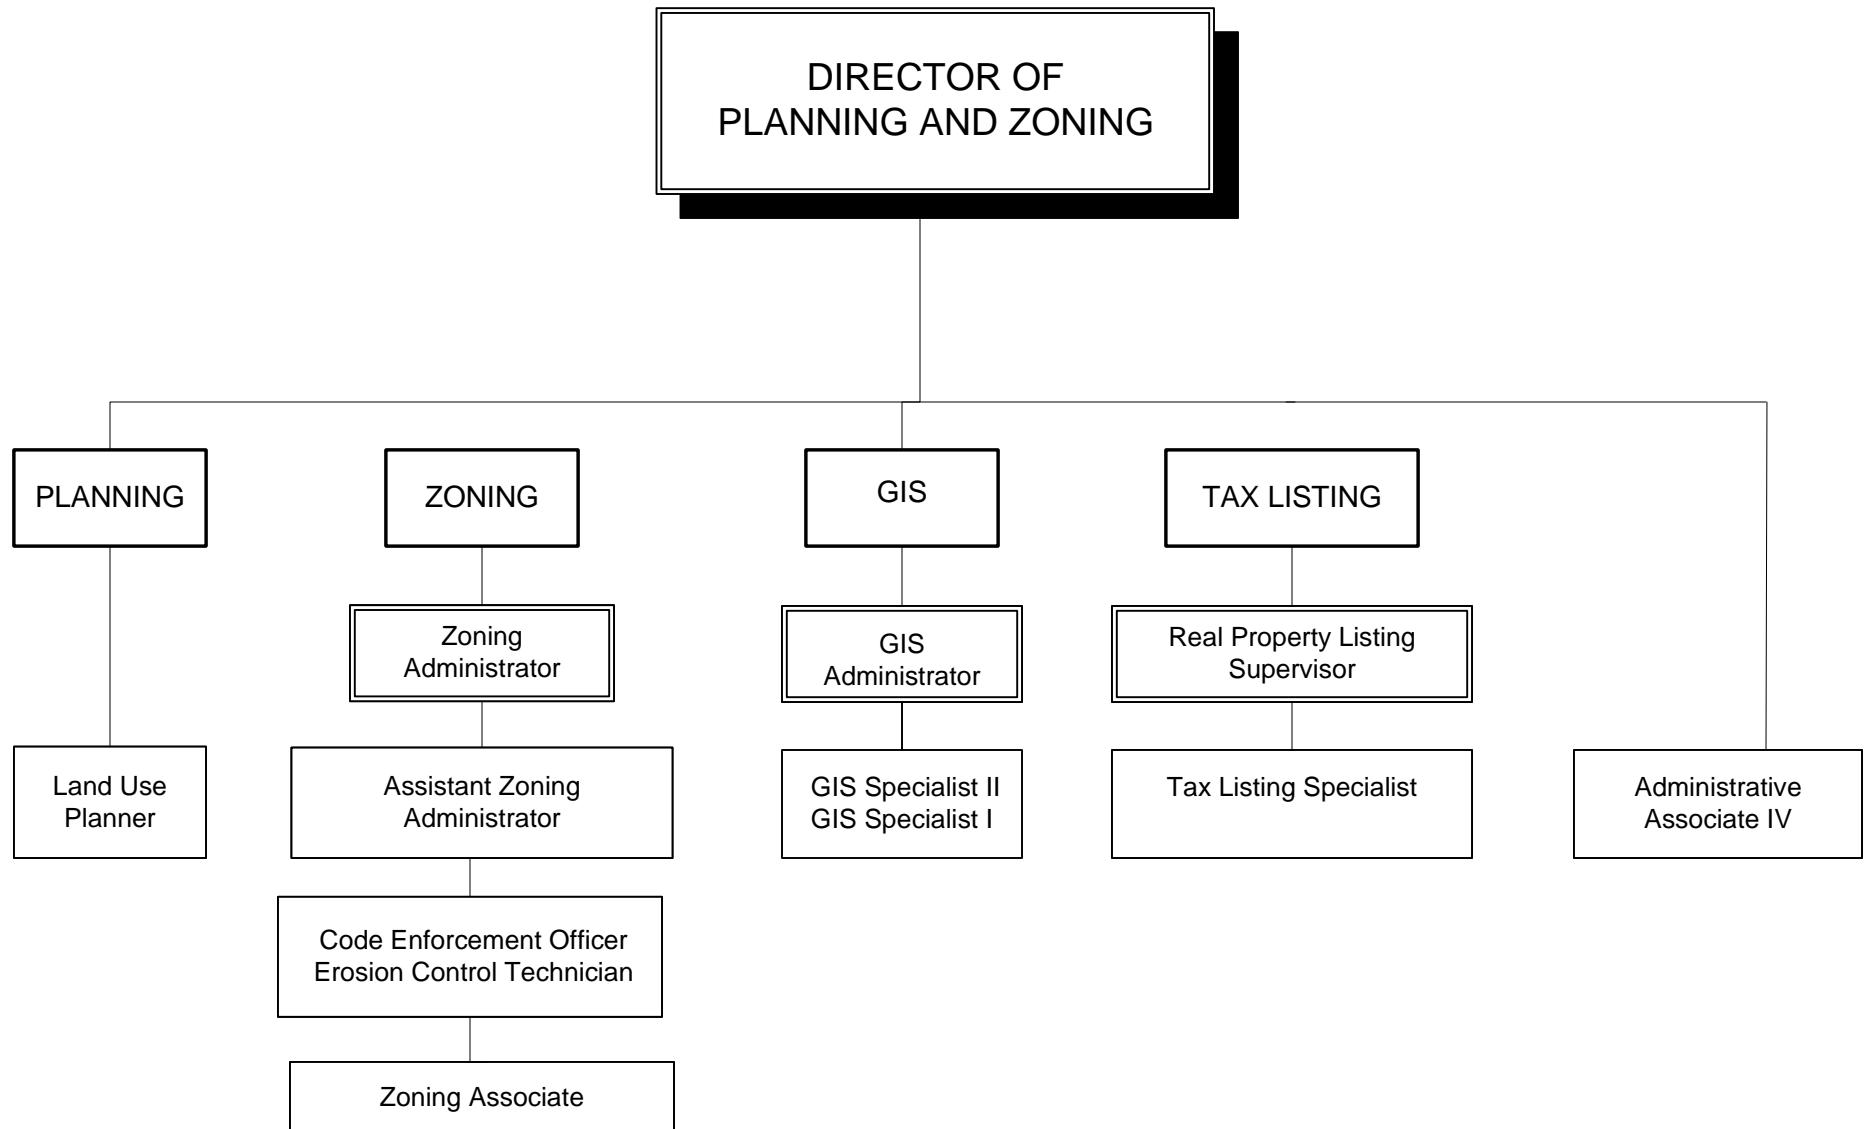 DIRECTOR OF
PLANNING AND ZONING
PLANNING
ZONING
GIS
TAX LISTING
Zoning
Administrator
GIS
Administrator
Real Property Listing
Supervisor
Land Use
Planner
Assistant Zoning
Administrator
GIS Specialist II
GIS Specialist I
Tax Listing Specialist
Administrative
Associate IV
Code Enforcement Officer
Erosion Control Technician
Zoning Associate